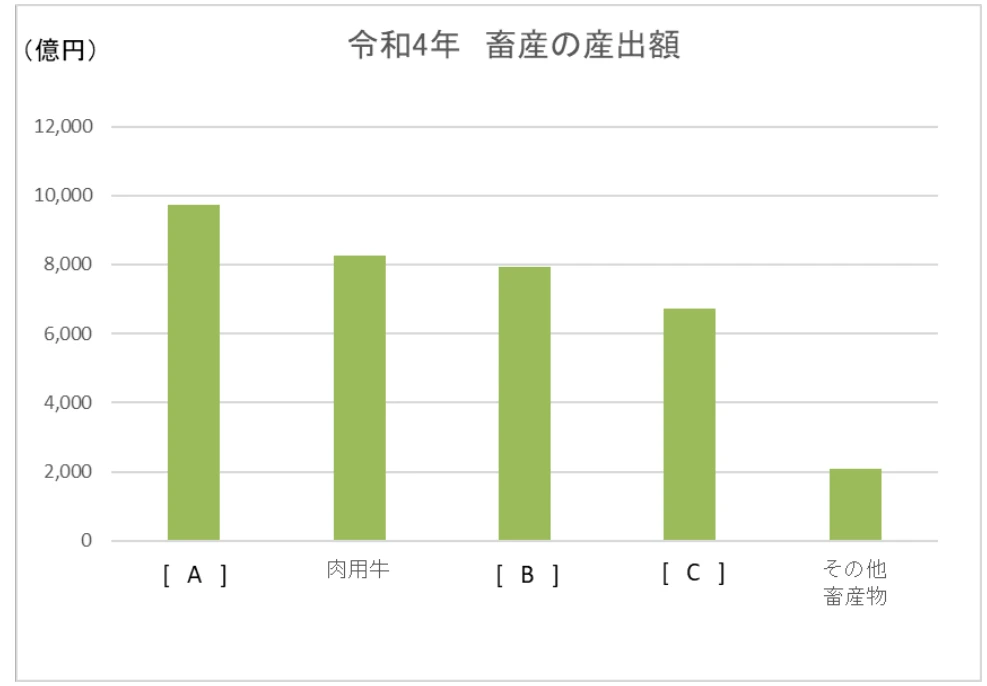 (億円)
令和4年 畜産の産出額
12,000
10,000
8,000
6,000
4,000
2,000
0
[ A ]
肉用牛
[ B ]
[ C ]
その他
畜産物